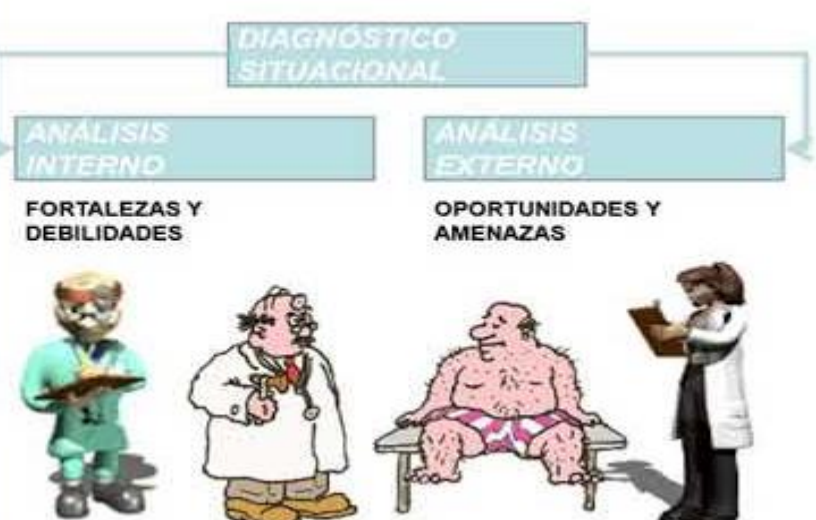 DIAGNÓSTICO
SITUACIONAL
ANÁLISIS
INTERNO
FORTALEZAS Y
DEBILIDADES
ANÁLISIS
EXTERNO
OPORTUNIDADES Y
AMENAZAS